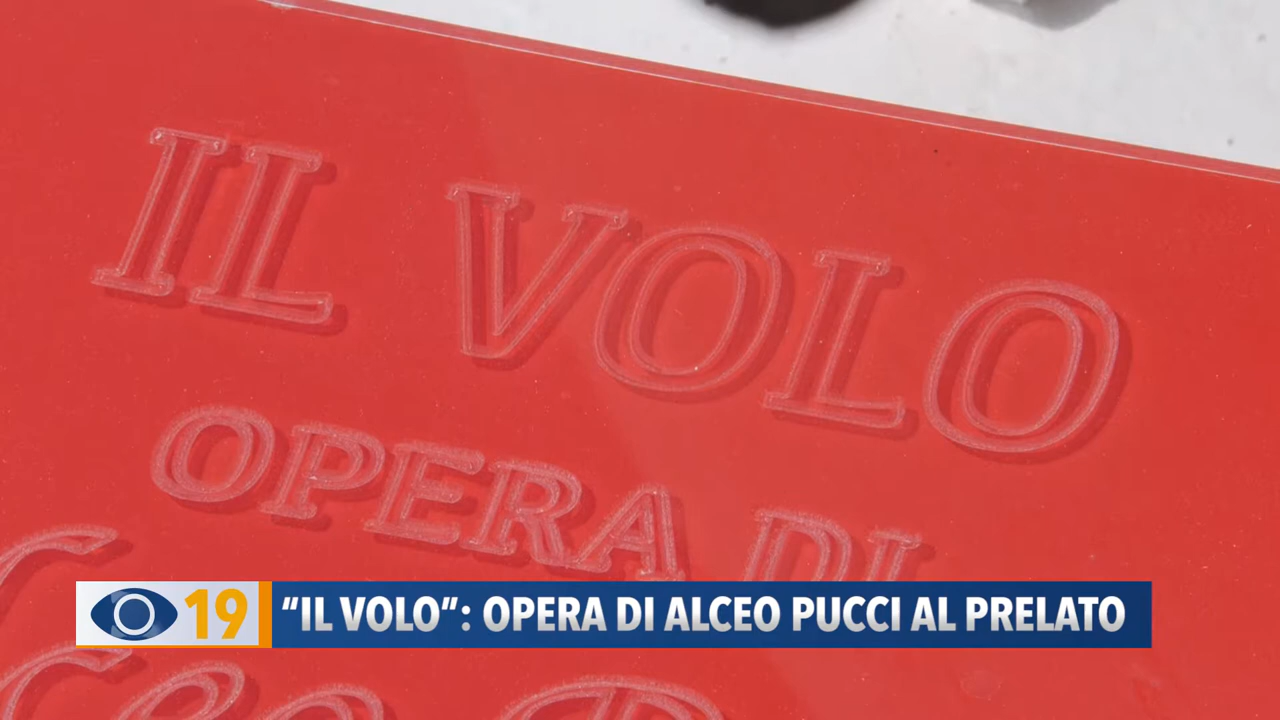 IL VOLO
OPERA DI
19 “IL VOLO“: OPERA DI ALCEO PUCCI AL PRELATO